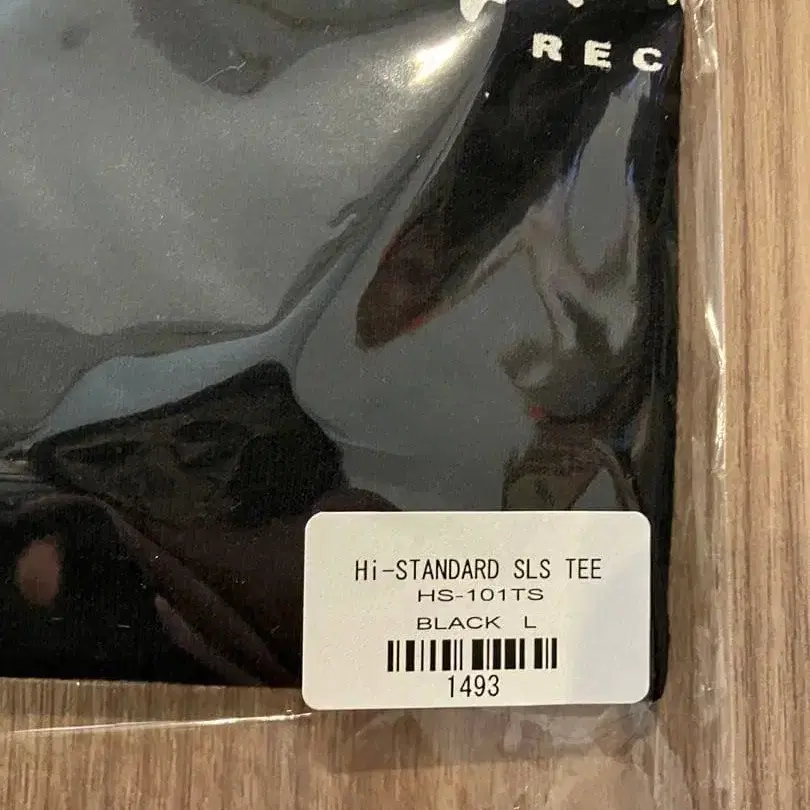 REC
Hi-STANDARD SLS TEE
HS-101TS
BLACK L
1493